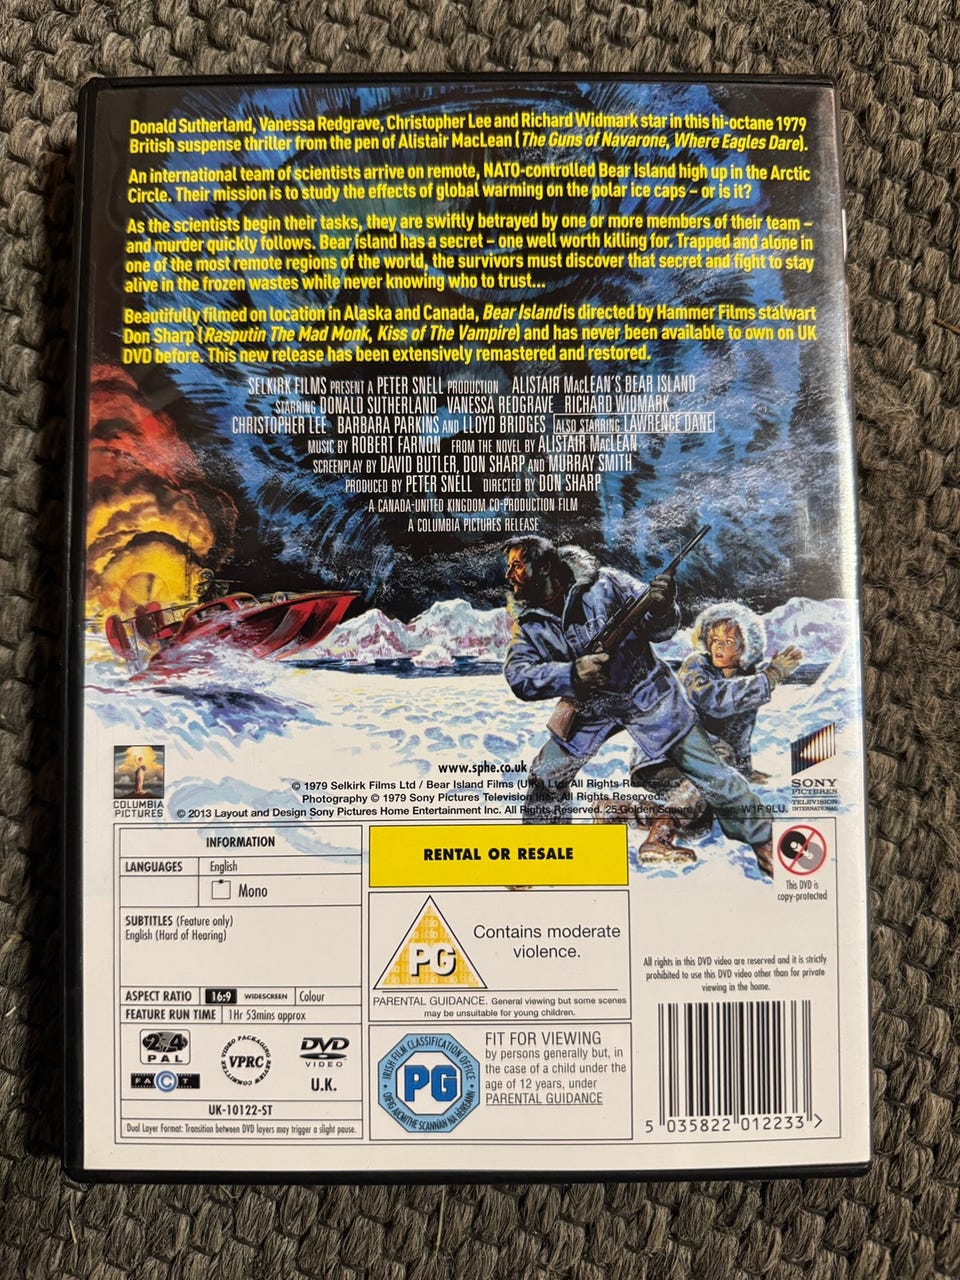 Donald Sutherland, Vanessa Redgrave, Christopher Lee and Richard Widmark star in this hi-octane 1979
British suspense thriller from the pen of Alistair MacLean (The Guns of Navarone, Where Eagles Dare).
An international team of scientists arrive on remote, NATO-controlled Bear Island high up in the Arctic
Circle. Their mission is to study the effects of global warming on the polar ice caps – or is it?
As the scientists begin their tasks, they are swiftly betrayed by one or more members of their team –
and murder quickly follows. Bear Island has a secret – one well worth killing for. Trapped and alone in
one of the most remote regions of the world, the survivors must discover that secret and fight to stay
alive in the frozen wastes while never knowing who to trust...
Beautifully filmed on location in Alaska and Canada, Bear Island is directed by Hammer Films stalwart
Don Sharp (Rasputin The Mad Monk, Kiss of The Vampire) and has never been available to own on UK
DVD before. This new release has been extensively remastered and restored.
SELKIRK FILMS PRESENT A PETER SNELL PRODUCTION ALISTAIR MacLEAN'S BEAR ISLAND
STARRING DONALD SUTHERLAND VANESSA REDGRAVE RICHARD WIDMARK
CHRISTOPHER LEE BARBARA PARKINS AND LLOYD BRIDGES ALSO STARRING LAWRENCE DANE
MUSIC BY ROBERT FARNON FROM THE NOVEL BY ALISTAIR MacLEAN
SCREENPLAY BY DAVID BUTLER, DON SHARP AND MURRAY SMITH
PRODUCED BY PETER SNELL DIRECTED BY DON SHARP
A CANADA-UNITED KINGDOM CO-PRODUCTION FILM
A COLUMBIA PICTURES RELEASE
www.sphe.co.uk
© 1979 Selkirk Films Ltd / Bear Island Films (U.K.) Ltd. All Rights Reserved.
Photography © 1979 Sony Pictures Television Inc. All Rights Reserved.
© 2013 Layout and Design Sony Pictures Home Entertainment Inc. All Rights Reserved. 25 Golden Square, London, W1F 9LU.
COLUMBIA
PICTURES
SONY
PICTURES
TELEVISION
INTERNATIONAL
INFORMATION
LANGUAGES English
Mono
SUBTITLES (Feature only)
English (Hard of Hearing)
ASPECT RATIO 16:9 WIDESCREEN Colour
FEATURE RUN TIME 1Hr 53mins approx
2 4
PAL
FACT
VIDEO PACKAGING REVIEW COMMITTEE
VPRC
DVD
VIDEO
U.K.
UK-10122-ST
Dual Layer Format: Transition between DVD layers may trigger a slight pause.
RENTAL OR RESALE
PG
Contains moderate
violence.
PARENTAL GUIDANCE. General viewing but some scenes
may be unsuitable for young children.
IRISH FILM CLASSIFICATION OFFICE
PG
OIFIG AICMITHE SCANNÁN NA hÉIREANN
FIT FOR VIEWING
by persons generally but, in
the case of a child under the
age of 12 years, under
PARENTAL GUIDANCE
This DVD is
copy-protected
All rights in this DVD video are reserved and it is strictly
prohibited to use this DVD video other than for private
viewing in the home.
5 035822 012233 >